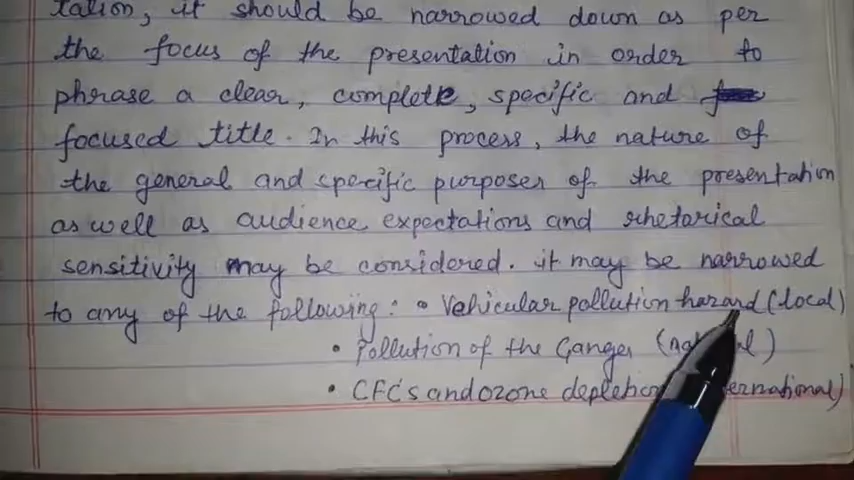 tation, it should be narrowed down as per
the focus of the presentation in order to
phrase a clear, complete, specific and
focused title. In this process, the nature of
the general and specific purposes of the presentation
as well as audience expectations and rhetorical
sensitivity may be considered. it may be narrowed
to any of the following: • Vehicular pollution hazard (local)
• Pollution of the Ganges
• CFC's and ozone